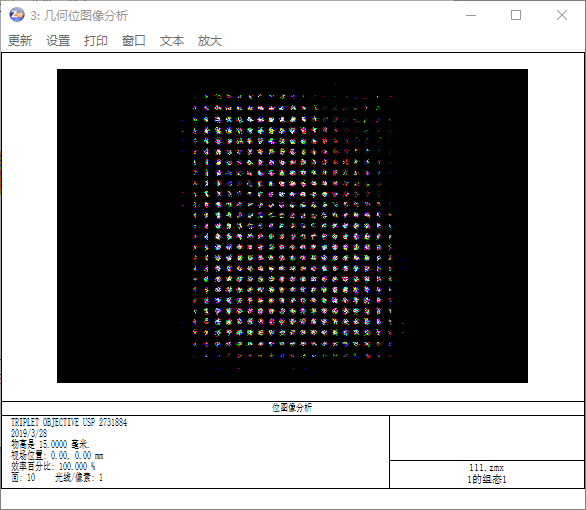 3: 几何位图像分析
更新 设置 打印 窗口 文本 放大
位图像分析
TRIPLET OBJECTIVE USP 2731884
2019/3/28
物高是 15.0000 毫米.
视场位置: 0.00, 0.00 mm
效率百分比: 100.000 %
面: 10 光线/像素: 1
111.zmx
1的组态1